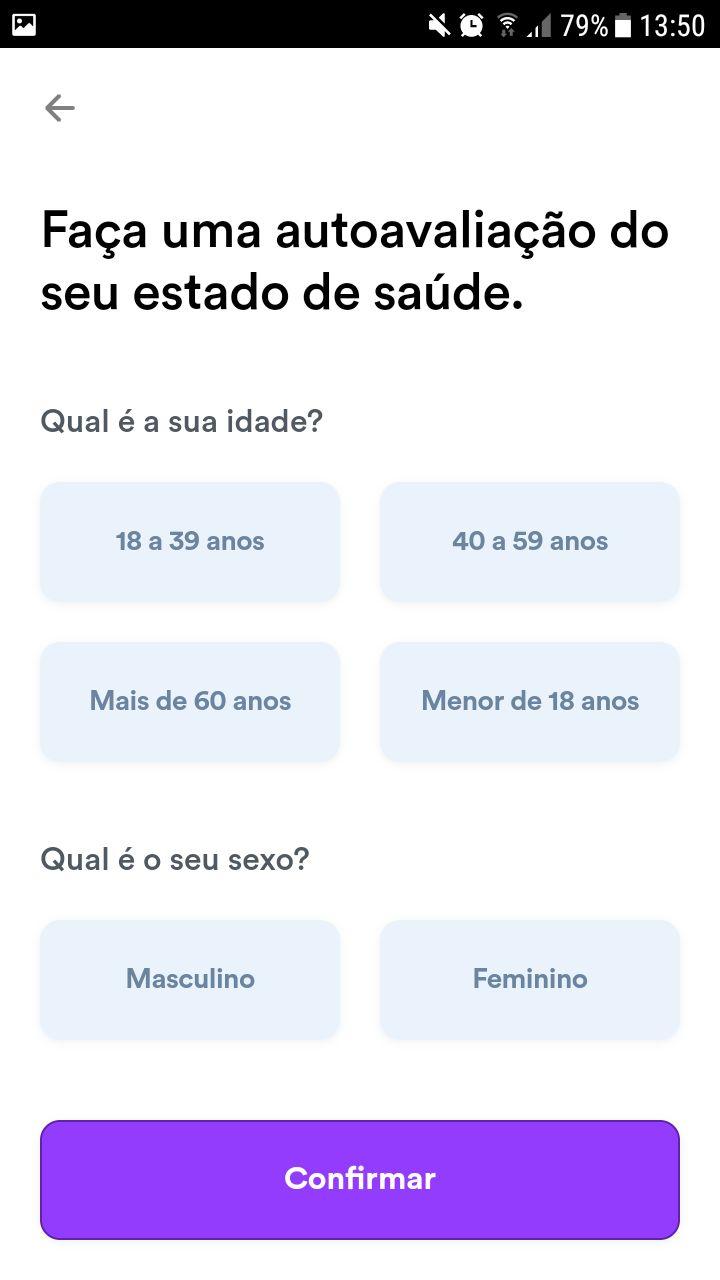 79% 13:50
Faça uma autoavaliação do
seu estado de saúde.
Qual é a sua idade?
18 a 39 anos
40 a 59 anos
Mais de 60 anos
Menor de 18 anos
Qual é o seu sexo?
Masculino
Feminino
Confirmar